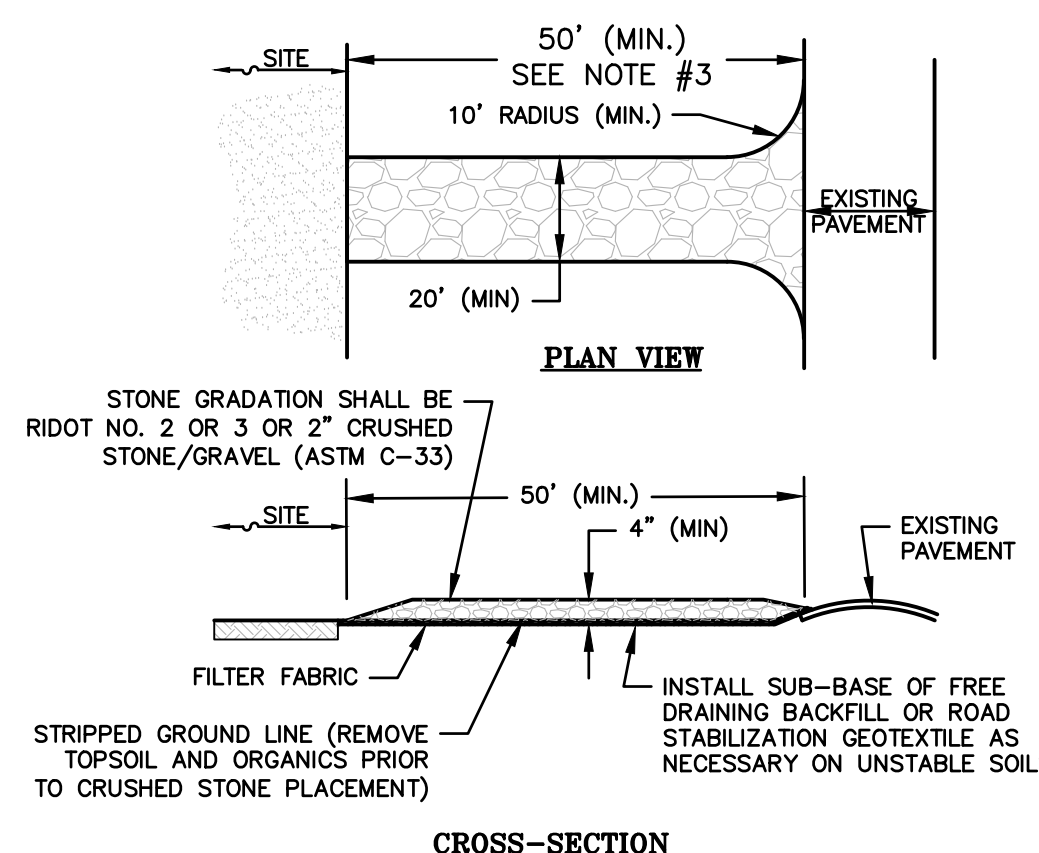 SITE
50' (MIN.)
SEE NOTE #3
10' RADIUS (MIN.)
EXISTING
PAVEMENT
20' (MIN)
PLAN VIEW
STONE GRADATION SHALL BE
RIDOT NO. 2 OR 3 OR 2" CRUSHED
STONE/GRAVEL (ASTM C-33)
SITE
50' (MIN.)
4" (MIN)
EXISTING
PAVEMENT
FILTER FABRIC
STRIPPED GROUND LINE (REMOVE
TOPSOIL AND ORGANICS PRIOR
TO CRUSHED STONE PLACEMENT)
INSTALL SUB-BASE OF FREE
DRAINING BACKFILL OR ROAD
STABILIZATION GEOTEXTILE AS
NECESSARY ON UNSTABLE SOIL
CROSS-SECTION